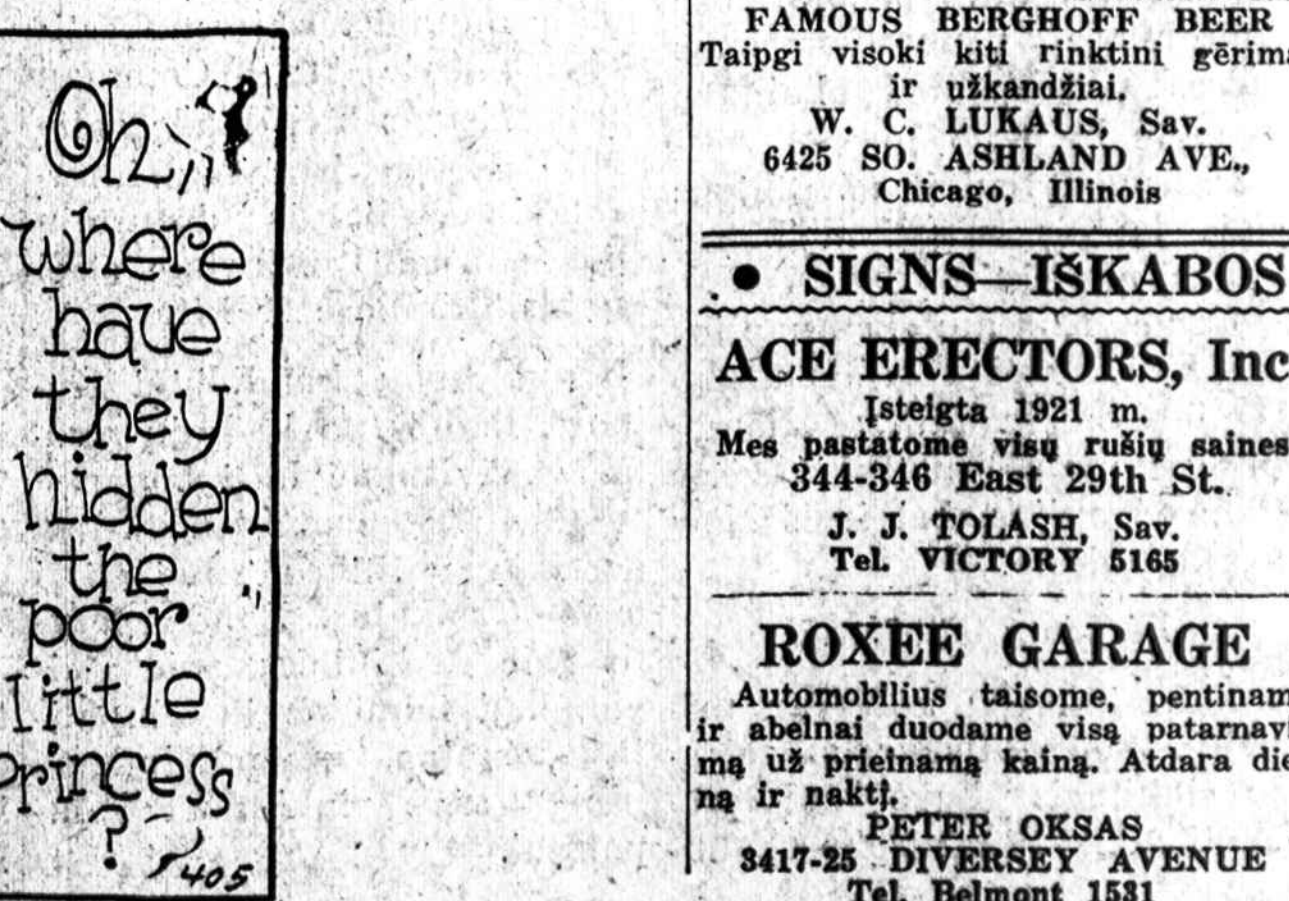 Oh,
where
have
they
hidden
the
poor
little
princess
?
405
FAMOUS BERGHOFF BEER
Taipgi visoki kiti rinktini gėrima
ir užkandžiai.
W. C. LUKAUS, Sav.
6425 SO. ASHLAND AVE.,
Chicago, Illinois
• SIGNS—IŠKABOS
ACE ERECTORS, Inc
Įsteigta 1921 m.
Mes pastatome visų rušių saines
344-346 East 29th St.
J. J. TOLASH, Sav.
Tel. VICTORY 5165
ROXEE GARAGE
Automobilius taisome, pentinam
ir abelnai duodame visą patarnavi
mą už prieinamą kainą. Atdara die
ną ir naktį.
PETER OKSAS
3417-25 DIVERSEY AVENUE
Tel. Belmont 1531